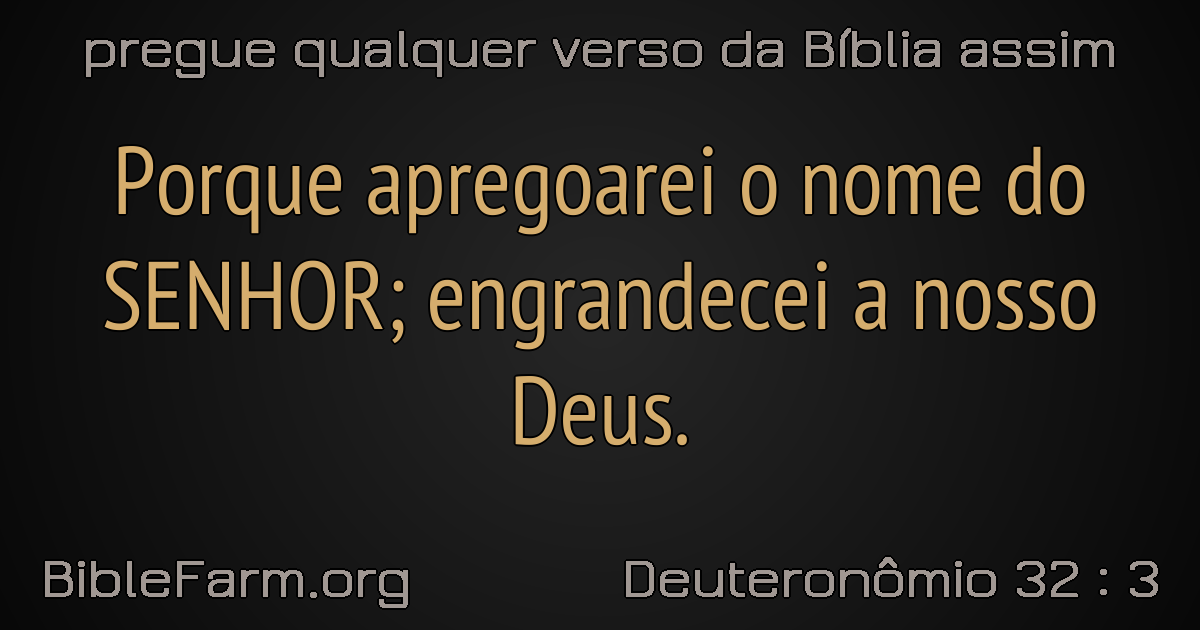 pregue qualquer verso da Bíblia assim
Porque apregoarei o nome do
SENHOR; engrandecei a nosso
Deus.
BibleFarm.org
Deuteronômio 32 : 3